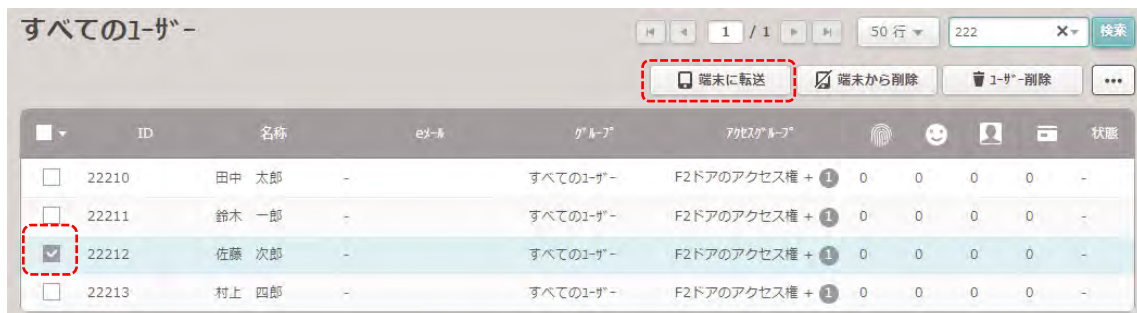 すべてのﾕｰｻﾞｰ
1 / 1 50 行 222 検索
端末に転送 端末から削除 ﾕｰｻﾞｰ削除 •••
ID 名称 eﾒｰﾙ ｸﾞﾙｰﾌﾟ ｱｸｾｽｸﾞﾙｰﾌﾟ 状態
22210 田中 太郎 - すべてのﾕｰｻﾞｰ F2ドアのアクセス権 + 1 0 0 0 0 -
22211 鈴木 一郎 - すべてのﾕｰｻﾞｰ F2ドアのアクセス権 + 1 0 0 0 0 -
22212 佐藤 次郎 - すべてのﾕｰｻﾞｰ F2ドアのアクセス権 + 1 0 0 0 0 -
22213 村上 四郎 - すべてのﾕｰｻﾞｰ F2ドアのアクセス権 + 1 0 0 0 0 -